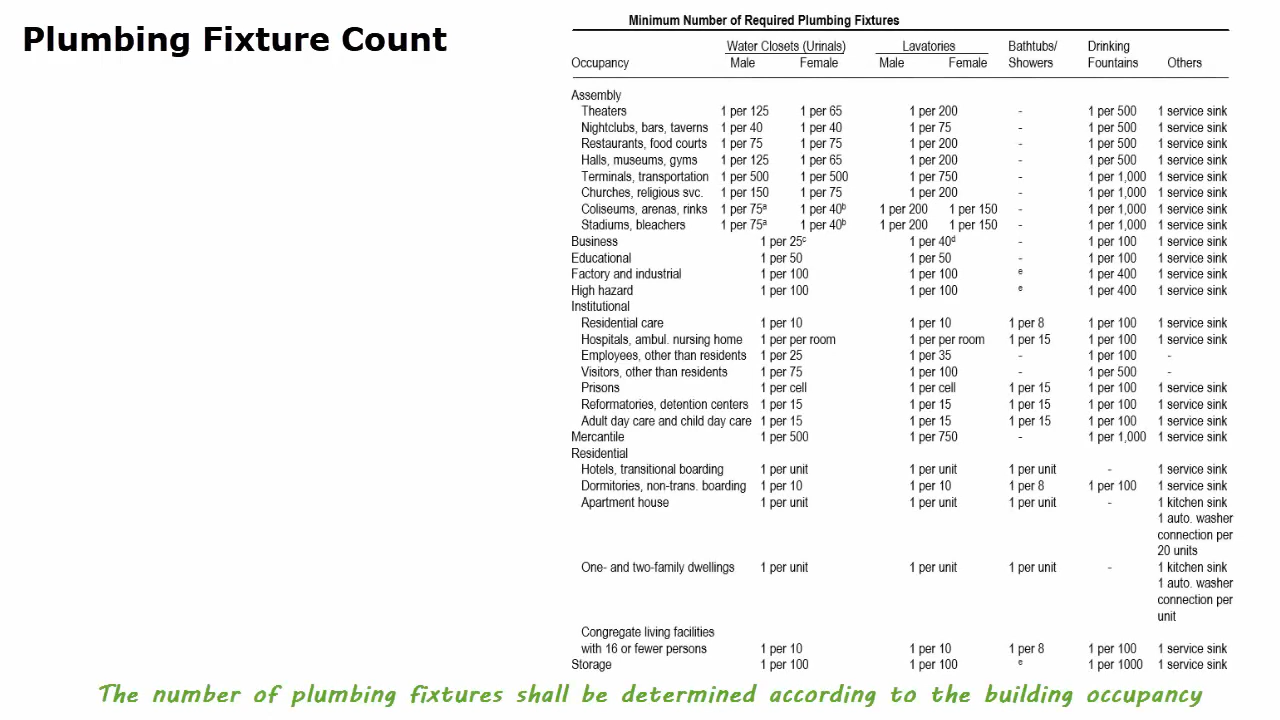 Plumbing Fixture Count
Minimum Number of Required Plumbing Fixtures
Water Closets (Urinals) Lavatories Bathtubs/ Drinking
Occupancy Male Female Male Female Showers Fountains Others
Assembly
Theaters 1 per 125 1 per 65 1 per 200 - 1 per 500 1 service sink
Nightclubs, bars, taverns 1 per 40 1 per 40 1 per 75 - 1 per 500 1 service sink
Restaurants, food courts 1 per 75 1 per 75 1 per 200 - 1 per 500 1 service sink
Halls, museums, gyms 1 per 125 1 per 65 1 per 200 - 1 per 500 1 service sink
Terminals, transportation 1 per 500 1 per 500 1 per 750 - 1 per 1,000 1 service sink
Churches, religious svc. 1 per 150 1 per 75 1 per 200 - 1 per 1,000 1 service sink
Coliseums, arenas, rinks 1 per 75ᵃ 1 per 40ᵇ 1 per 200 1 per 150 - 1 per 1,000 1 service sink
Stadiums, bleachers 1 per 75ᵃ 1 per 40ᵇ 1 per 200 1 per 150 - 1 per 1,000 1 service sink
Business 1 per 25ᶜ 1 per 40ᵈ - 1 per 100 1 service sink
Educational 1 per 50 1 per 50 - 1 per 100 1 service sink
Factory and industrial 1 per 100 1 per 100 ᵉ 1 per 400 1 service sink
High hazard 1 per 100 1 per 100 ᵉ 1 per 400 1 service sink
Institutional
Residential care 1 per 10 1 per 10 1 per 8 1 per 100 1 service sink
Hospitals, ambul. nursing home 1 per per room 1 per per room 1 per 15 1 per 100 1 service sink
Employees, other than residents 1 per 25 1 per 35 - 1 per 100 -
Visitors, other than residents 1 per 75 1 per 100 - 1 per 500 -
Prisons 1 per cell 1 per cell 1 per 15 1 per 100 1 service sink
Reformatories, detention centers 1 per 15 1 per 15 1 per 15 1 per 100 1 service sink
Adult day care and child day care 1 per 15 1 per 15 1 per 15 1 per 100 1 service sink
Mercantile 1 per 500 1 per 750 - 1 per 1,000 1 service sink
Residential
Hotels, transitional boarding 1 per unit 1 per unit 1 per unit - 1 service sink
Dormitories, non-trans. boarding 1 per 10 1 per 10 1 per 8 1 per 100 1 service sink
Apartment house 1 per unit 1 per unit 1 per unit - 1 kitchen sink
1 auto. washer
connection per
20 units
One- and two-family dwellings 1 per unit 1 per unit 1 per unit - 1 kitchen sink
1 auto. washer
connection per
unit
Congregate living facilities
with 16 or fewer persons 1 per 10 1 per 10 1 per 8 1 per 100 1 service sink
Storage 1 per 100 1 per 100 ᵉ 1 per 1000 1 service sink
The number of plumbing fixtures shall be determined according to the building occupancy